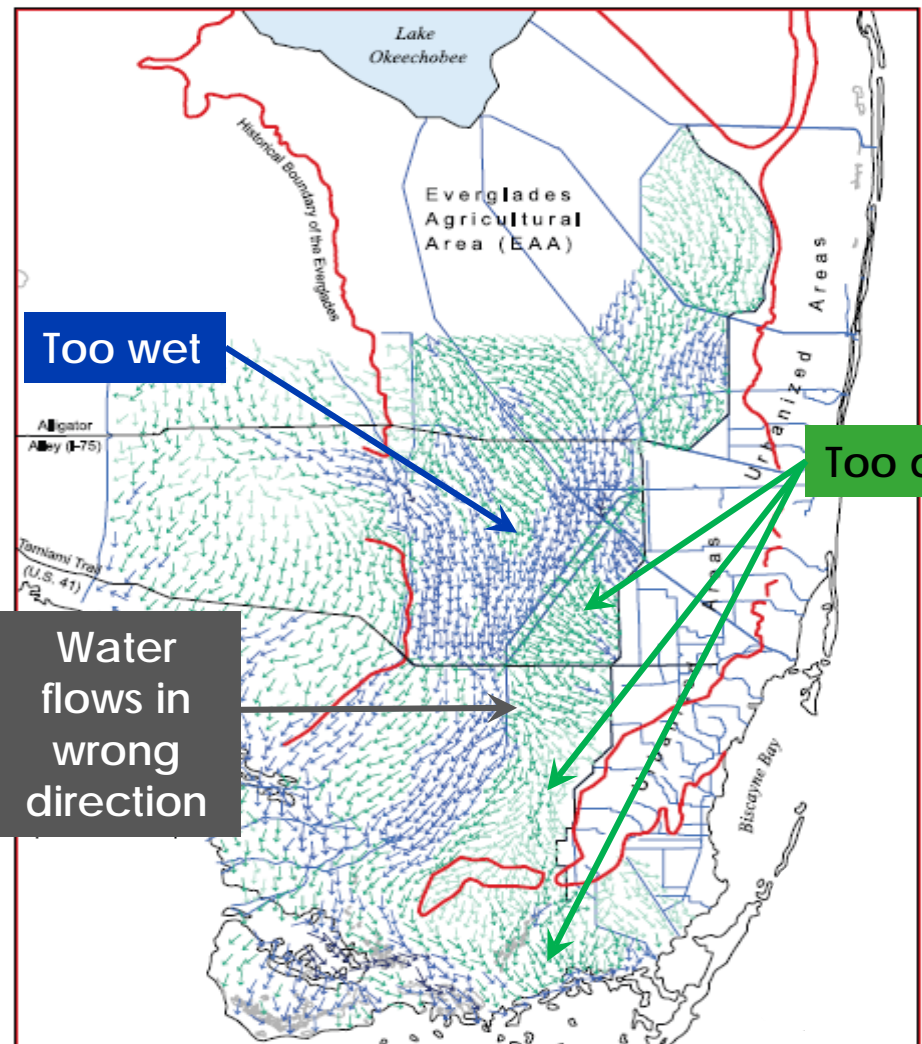 Lake
Okeechobee
Historical Boundary of the Everglades
Everglades
Agricultural
Area (EAA)
Urbanized Areas
Too wet
Alligator
Alley (I-75)
Too
Tamiami Trail
(U.S. 41)
Areas
Water
flows in
wrong
direction
Biscayne Bay